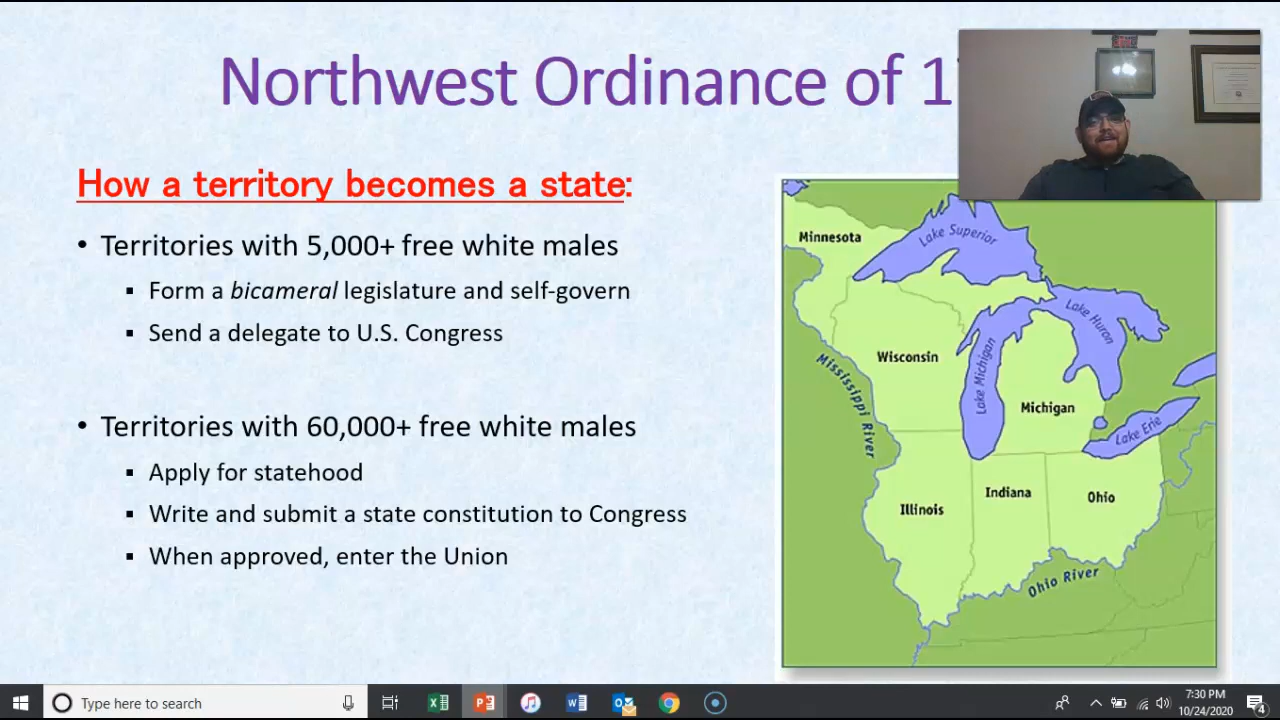 Northwest Ordinance of 1
How a territory becomes a state:
• Territories with 5,000+ free white males
▪ Form a bicameral legislature and self-govern
▪ Send a delegate to U.S. Congress
• Territories with 60,000+ free white males
▪ Apply for statehood
▪ Write and submit a state constitution to Congress
▪ When approved, enter the Union
Minnesota
Lake Superior
Lake Huron
Wisconsin
Lake Michigan
Mississippi River
Michigan
Lake Erie
Illinois
Indiana
Ohio
Ohio River
Type here to search
7:30 PM
10/24/2020
4